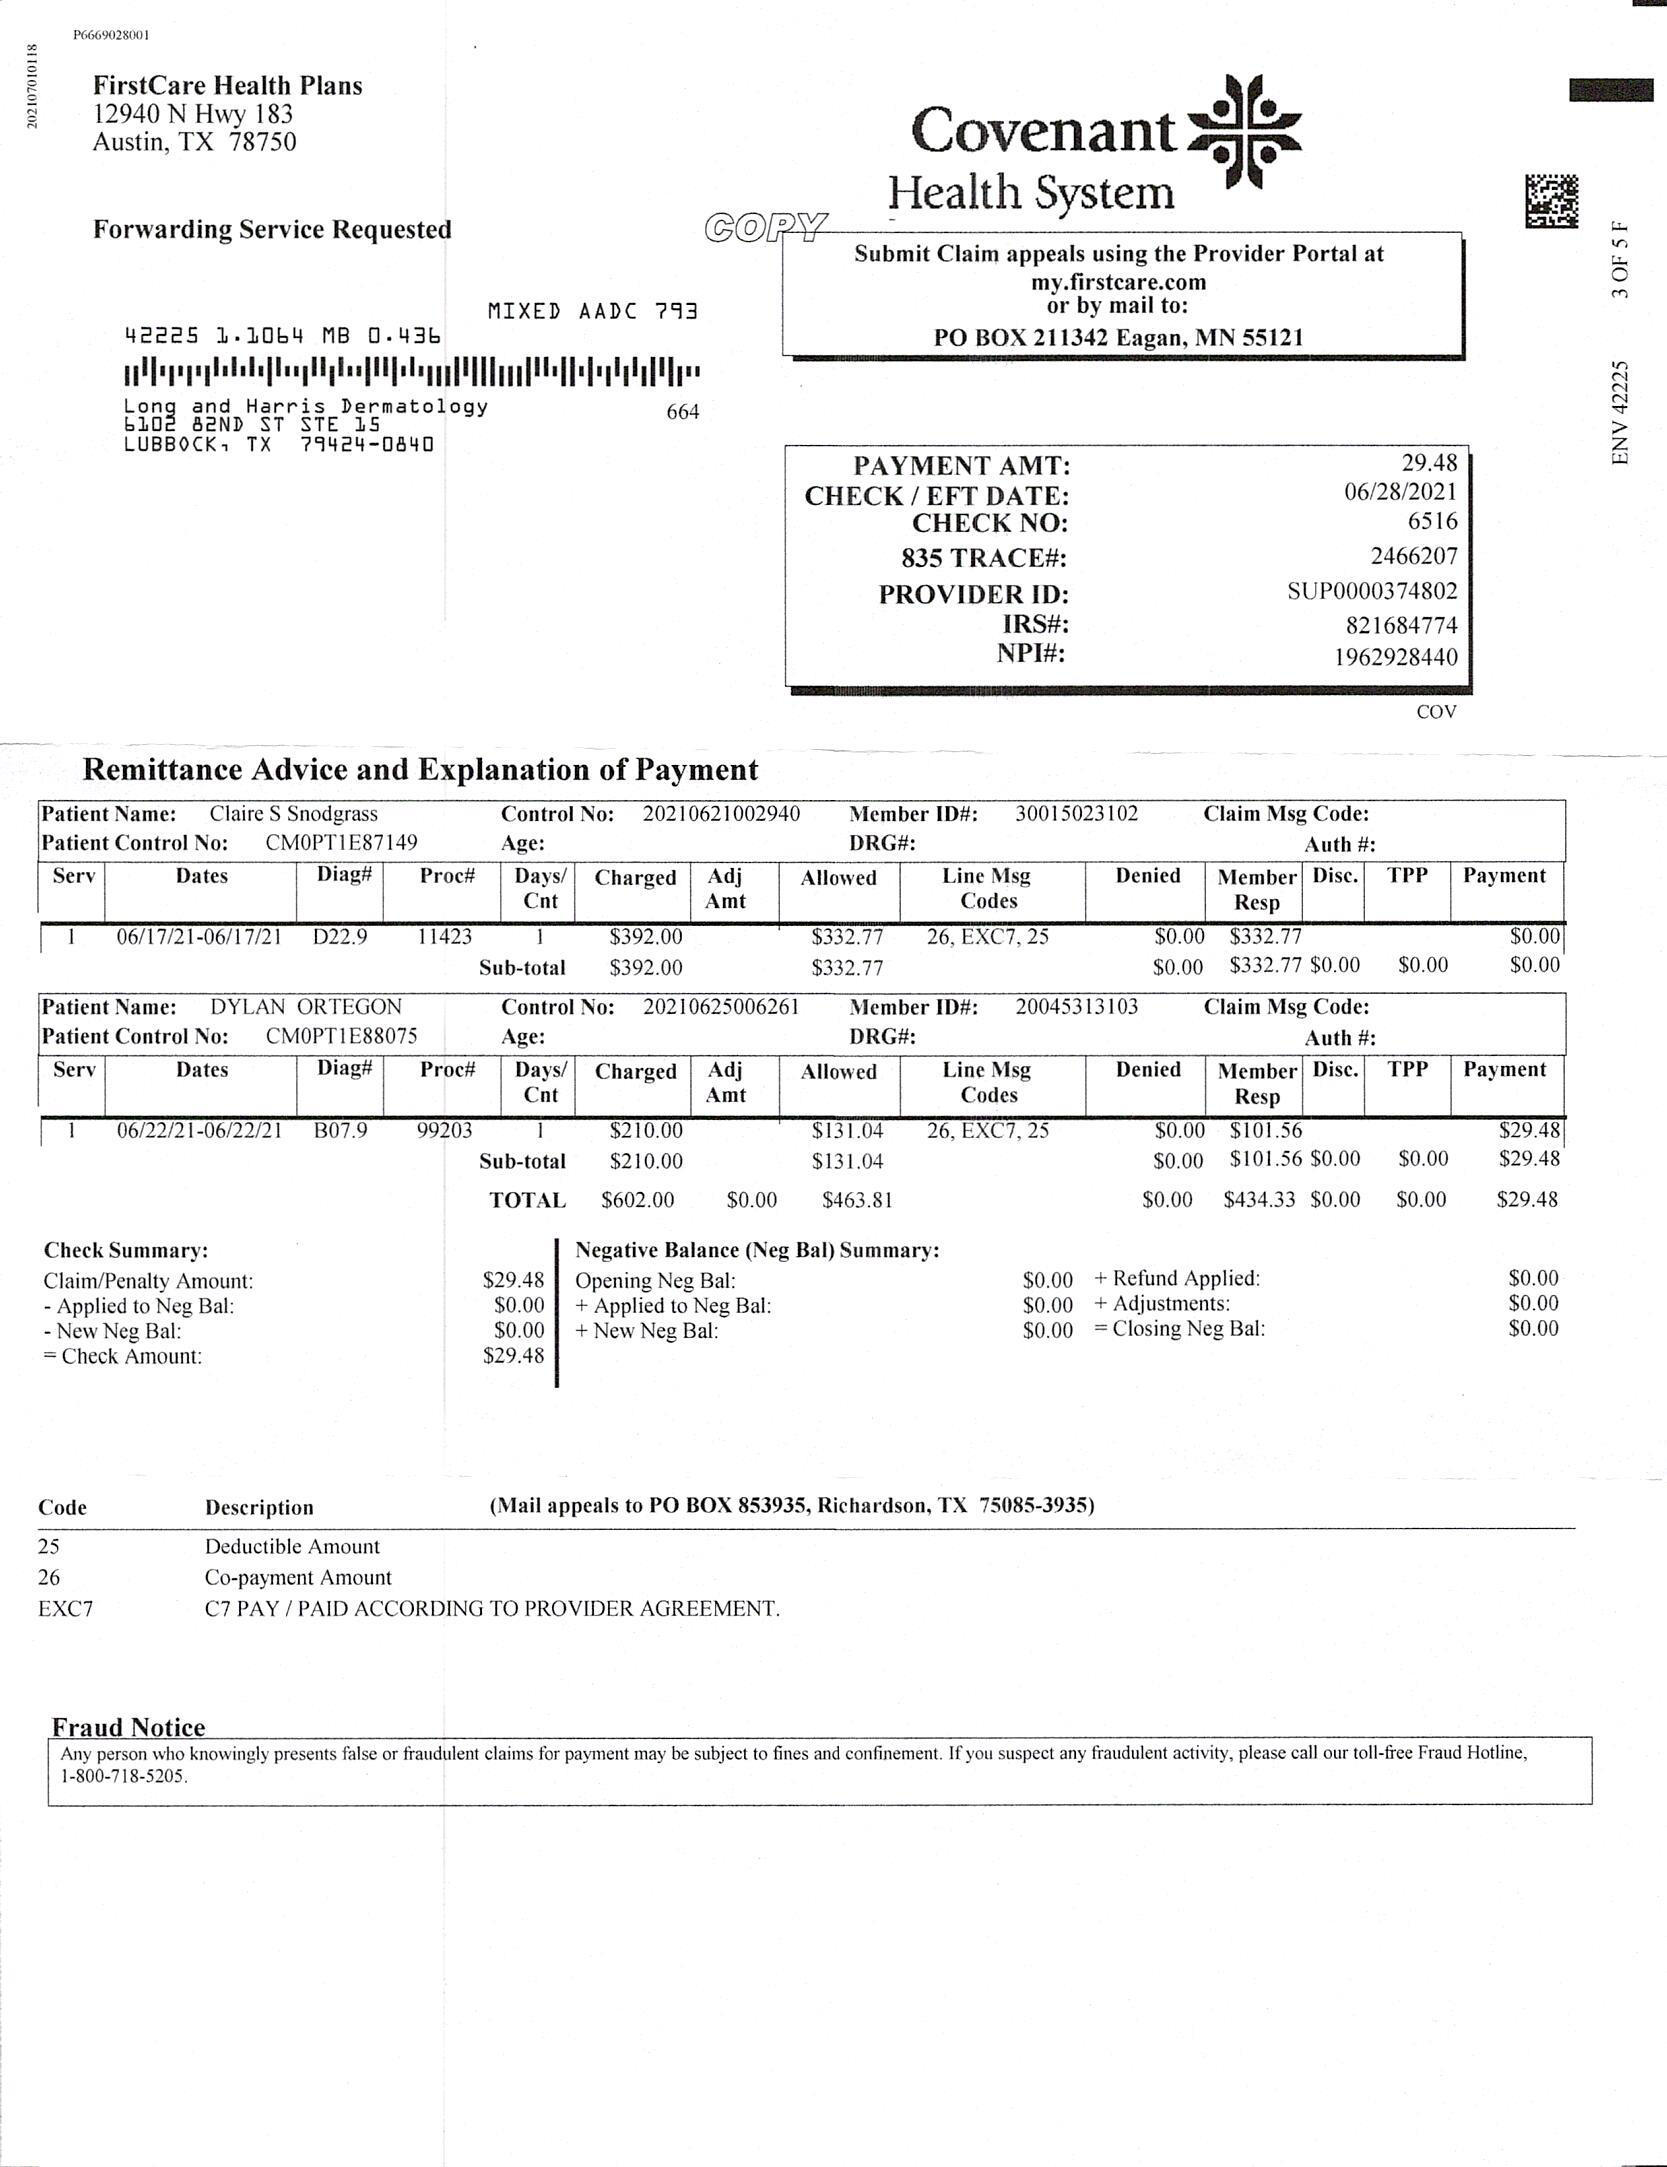 P6669028001
20210701O118
FirstCare Health Plans
12940 N Hwy 183
Austin, TX 78750
Covenant
Health System
Forwarding Service Requested
COPY
Submit Claim appeals using the Provider Portal at
my.firstcare.com
or by mail to:
PO BOX 211342 Eagan, MN 55121
3 OF 5 F
ENV 42225
MIXED AADC 793
42225 1.1064 MB 0.436
Long and Harris Dermatology 664
6102 82ND ST STE 15
LUBBOCK, TX 79424-0840
PAYMENT AMT: 29.48
CHECK / EFT DATE: 06/28/2021
CHECK NO: 6516
835 TRACE#: 2466207
PROVIDER ID: SUP0000374802
IRS#: 821684774
NPI#: 1962928440
COV
Remittance Advice and Explanation of Payment
Patient Name: Claire S Snodgrass Control No: 20210621002940 Member ID#: 30015023102 Claim Msg Code:
Patient Control No: CM0PT1E87149 Age: DRG#: Auth #:
Serv Dates Diag# Proc# Days/ Charged Adj Allowed Line Msg Denied Member Disc. TPP Payment
Cnt Amt Codes Resp
1 06/17/21-06/17/21 D22.9 11423 1 $392.00 $332.77 26, EXC7, 25 $0.00 $332.77 $0.00
Sub-total $392.00 $332.77 $0.00 $332.77 $0.00 $0.00 $0.00
Patient Name: DYLAN ORTEGON Control No: 20210625006261 Member ID#: 20045313103 Claim Msg Code:
Patient Control No: CM0PT1E88075 Age: DRG#: Auth #:
Serv Dates Diag# Proc# Days/ Charged Adj Allowed Line Msg Denied Member Disc. TPP Payment
Cnt Amt Codes Resp
1 06/22/21-06/22/21 B07.9 99203 1 $210.00 $131.04 26, EXC7, 25 $0.00 $101.56 $29.48
Sub-total $210.00 $131.04 $0.00 $101.56 $0.00 $0.00 $29.48
TOTAL $602.00 $0.00 $463.81 $0.00 $434.33 $0.00 $0.00 $29.48
Check Summary: Negative Balance (Neg Bal) Summary:
Claim/Penalty Amount: $29.48 Opening Neg Bal: $0.00 + Refund Applied: $0.00
- Applied to Neg Bal: $0.00 + Applied to Neg Bal: $0.00 + Adjustments: $0.00
- New Neg Bal: $0.00 + New Neg Bal: $0.00 = Closing Neg Bal: $0.00
= Check Amount: $29.48
Code Description (Mail appeals to PO BOX 853935, Richardson, TX 75085-3935)
25 Deductible Amount
26 Co-payment Amount
EXC7 C7 PAY / PAID ACCORDING TO PROVIDER AGREEMENT.
Fraud Notice
Any person who knowingly presents false or fraudulent claims for payment may be subject to fines and confinement. If you suspect any fraudulent activity, please call our toll-free Fraud Hotline,
1-800-718-5205.